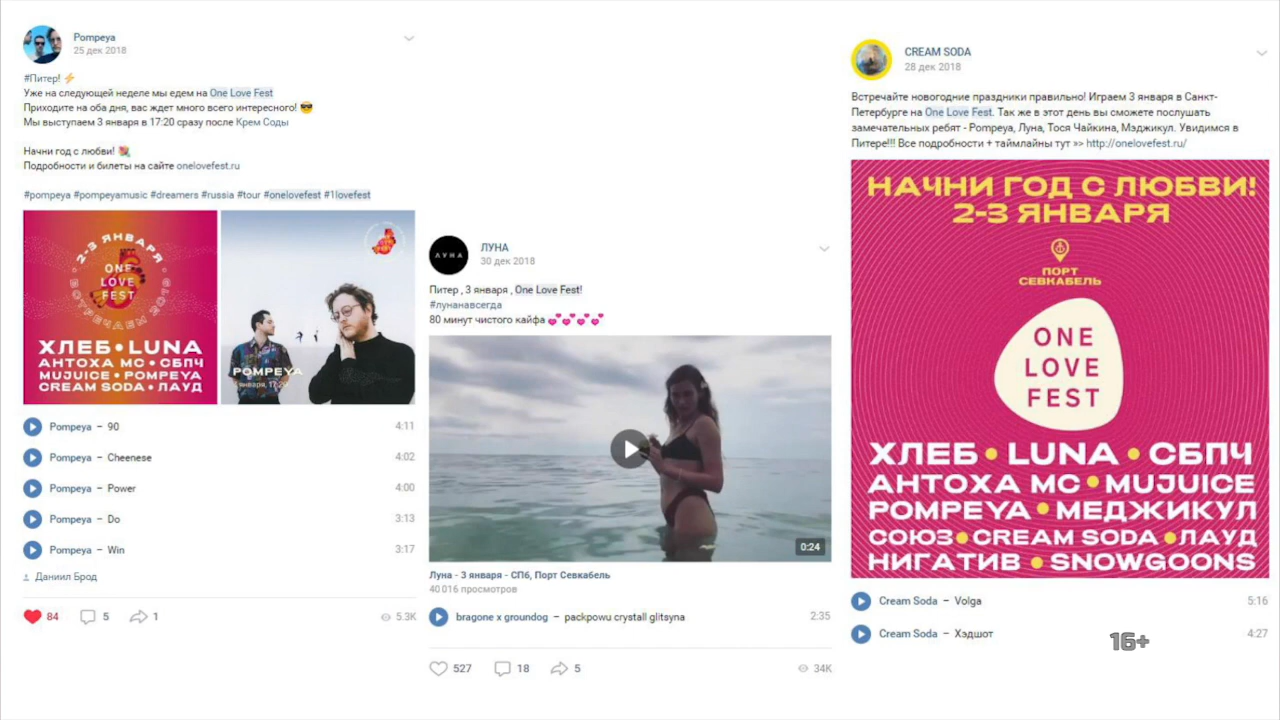 Pompeya
25 дек 2018
#Питер! ⚡
Уже на следующей неделе мы едем на One Love Fest
Приходите на оба дня, вас ждет много всего интересного! 😎
Мы выступаем 3 января в 17:20 сразу после Крем Соды
Начни год с любви! 💘
Подробности и билеты на сайте onelovefest.ru
#pompeya #pompeyamusic #dreamers #russia #tour #onelovefest #1lovefest
2-3 ЯНВАРЯ
ONE
LOVE
FEST
ВСТРЕЧАЕМ 2019
ХЛЕБ • LUNA
АНТОХА МС • СБПЧ
MUJUICE • POMPEYA
CREAM SODA • ЛАУД
POMPEYA
января, 17:20
Pompeya – 90 4:11
Pompeya – Cheenese 4:02
Pompeya – Power 4:00
Pompeya – Do 3:13
Pompeya – Win 3:17
Даниил Брод
84 5 1 5.3K
ЛУНА
ЛУНА
30 дек 2018
Питер , 3 января , One Love Fest!
#лунанавсегда
80 минут чистого кайфа 💕💕💕💕
0:24
Луна - 3 января - СПб, Порт Севкабель
40 016 просмотров
bragone x groundog – packpowu crystall glitsyna 2:35
527 18 5 34K
CREAM SODA
28 дек 2018
Встречайте новогодние праздники правильно! Играем 3 января в Санкт-
Петербурге на One Love Fest. Так же в этот день вы сможете послушать
замечательных ребят - Pompeya, Луна, Тося Чайкина, Мэджикул. Увидимся в
Питере!!! Все подробности + таймлайны тут >> http://onelovefest.ru/
НАЧНИ ГОД С ЛЮБВИ!
2-3 ЯНВАРЯ
ПОРТ
СЕВКАБЕЛЬ
ONE
LOVE
FEST
ХЛЕБ • LUNA • СБПЧ
АНТОХА МС • MUJUICE
POMPEYA • МЕДЖИКУЛ
СОЮЗ • CREAM SODA • ЛАУД
НИГАТИВ • SNOWGOONS
Cream Soda – Volga 5:16
Cream Soda – Хэдшот 4:27
16+